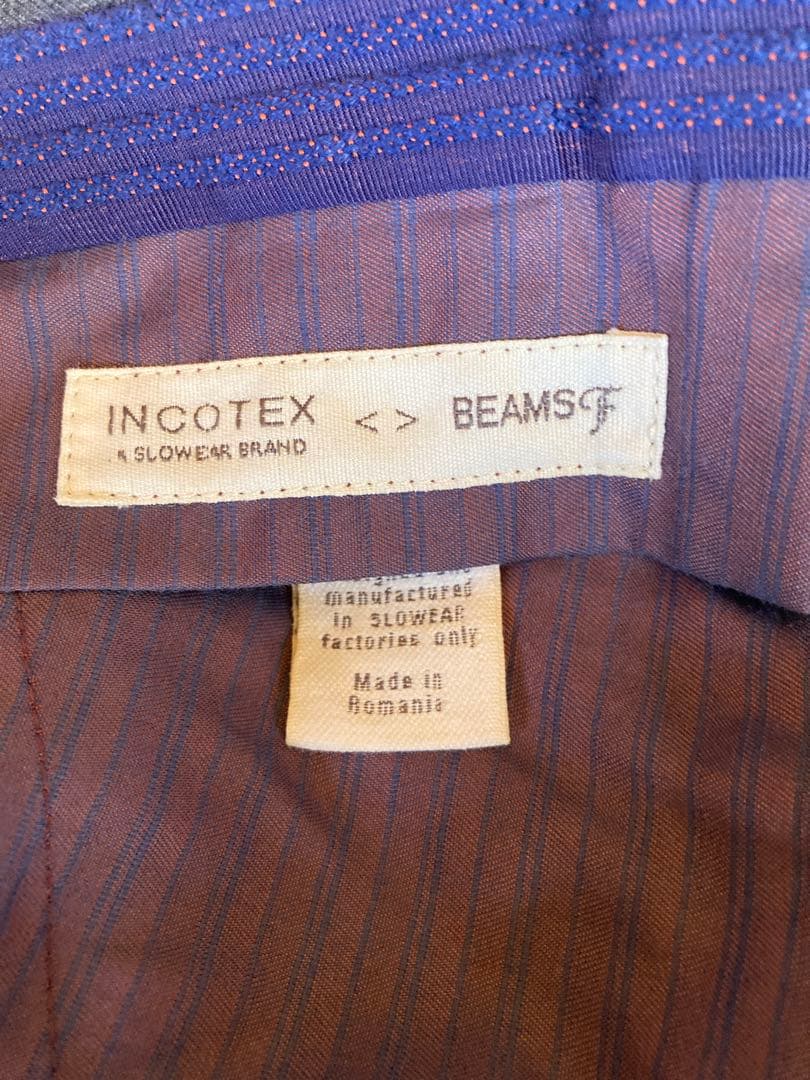 INCOTEX < > BEAMS F
A SLOWEAR BRAND
manufactured
in SLOWEAR
factories only
Made in
Romania